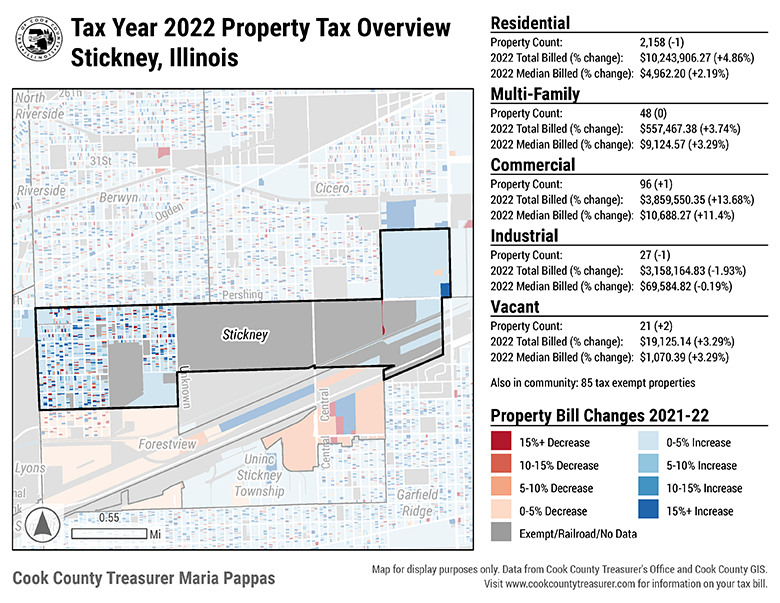 Tax Year 2022 Property Tax Overview
Stickney, Illinois
Residential
Property Count: 2,158 (-1)
2022 Total Billed (% change): $10,243,906.27 (+4.86%)
2022 Median Billed (% change): $4,962.20 (+2.19%)
Multi-Family
Property Count: 48 (0)
2022 Total Billed (% change): $557,467.38 (+3.74%)
2022 Median Billed (% change): $9,124.57 (+3.29%)
Commercial
Property Count: 96 (+1)
2022 Total Billed (% change): $3,859,550.35 (+13.68%)
2022 Median Billed (% change): $10,688.27 (+11.4%)
Industrial
Property Count: 27 (-1)
2022 Total Billed (% change): $3,158,164.83 (-1.93%)
2022 Median Billed (% change): $69,584.82 (-0.19%)
Vacant
Property Count: 21 (+2)
2022 Total Billed (% change): $19,125.14 (+3.29%)
2022 Median Billed (% change): $1,070.39 (+3.29%)
Also in community: 85 tax exempt properties
Property Bill Changes 2021-22
15%+ Decrease
10-15% Decrease
5-10% Decrease
0-5% Decrease
0-5% Increase
5-10% Increase
10-15% Increase
15%+ Increase
Exempt/Railroad/No Data
26th
North
Riverside
31St
Riverside
Berwyn
Ogden
Cicero
Pershing
Stickney
Unknown
Central
Central
Forestview
Uninc
Stickney
Township
Lyons
Garfield
Ridge
0.55
Mi
Cook County Treasurer Maria Pappas
Map for display purposes only. Data from Cook County Treasurer's Office and Cook County GIS.
Visit www.cookcountytreasurer.com for information on your tax bill.